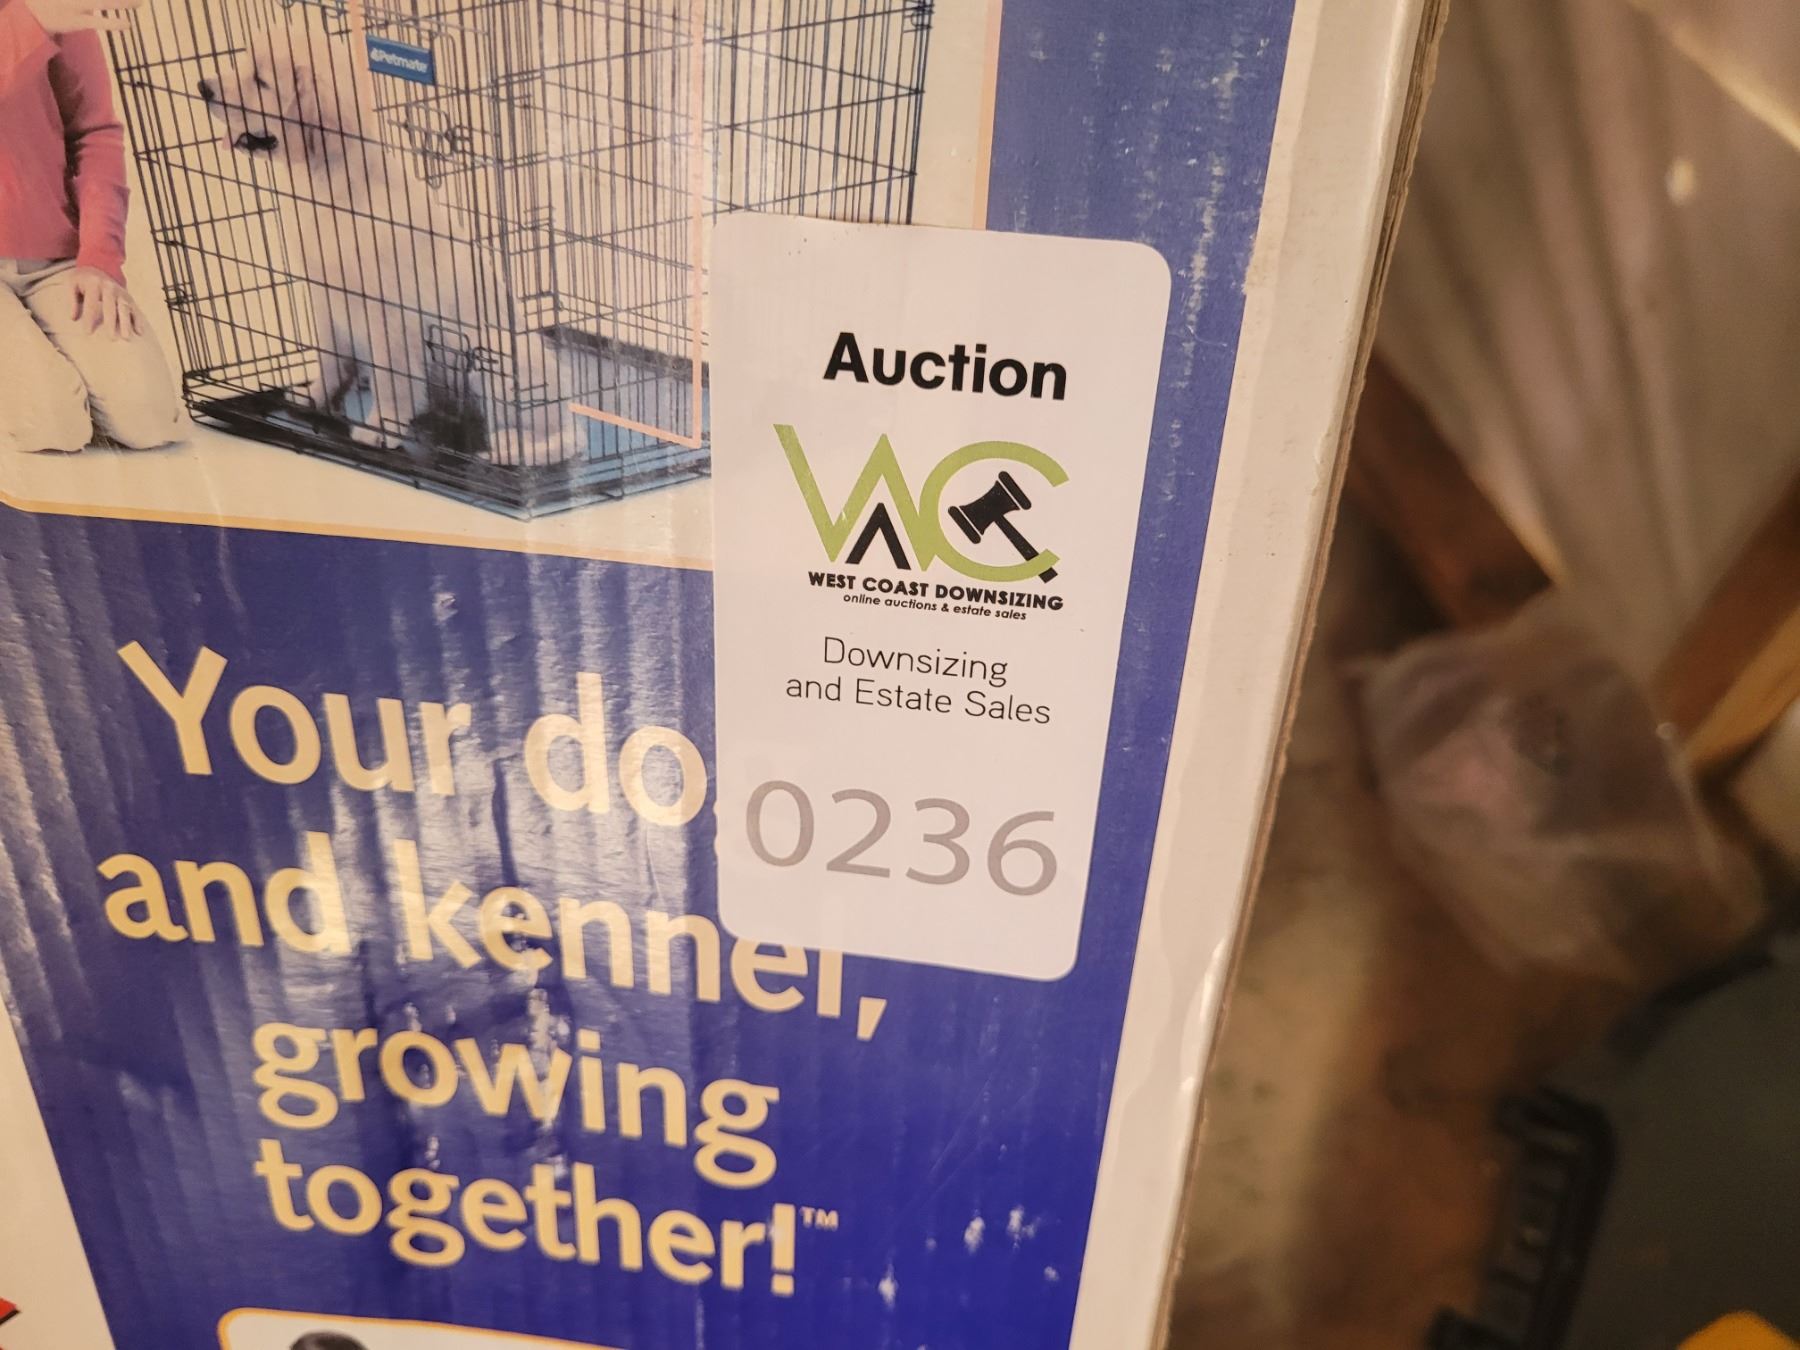 Petmate
Auction
WAC
WEST COAST DOWNSIZING
online auctions & estate sales
Downsizing
and Estate Sales
0236
Your do
and kennel,
growing
together!™